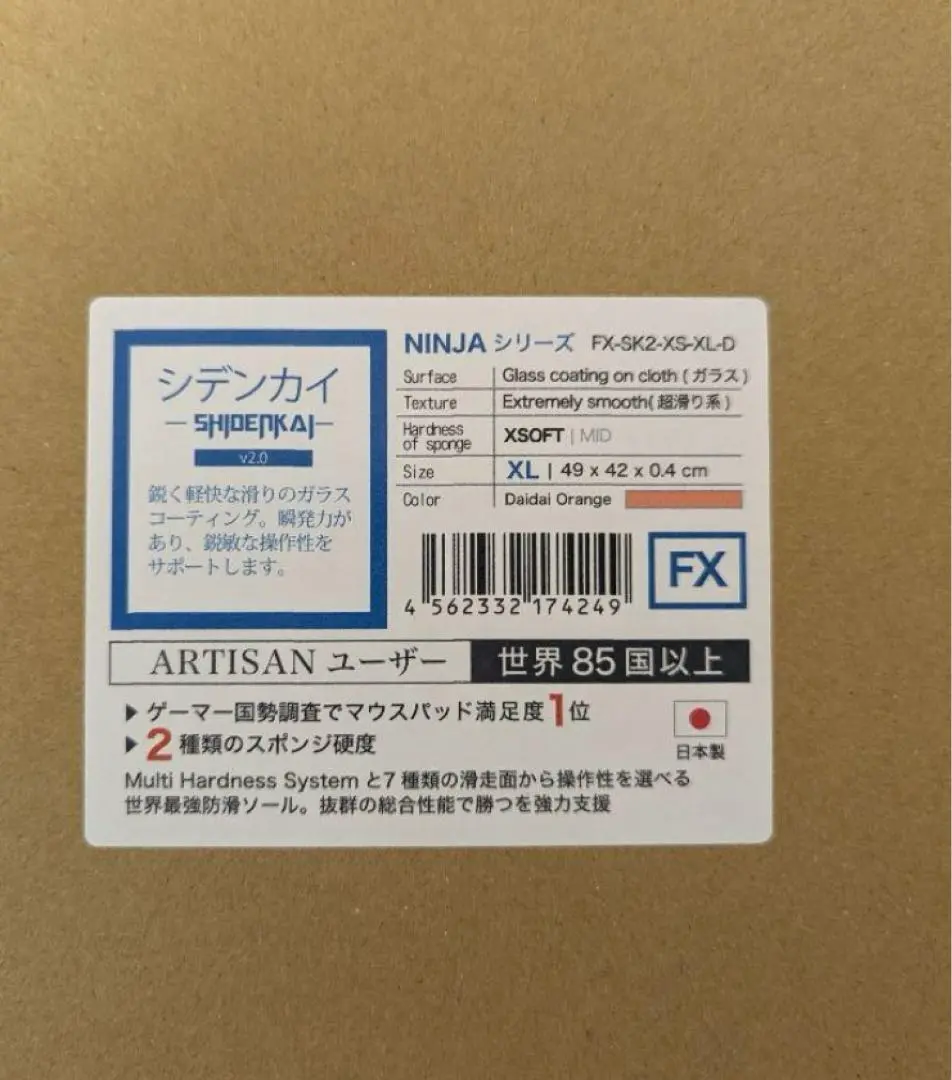 シデンカイ
SHIDENKAI
v2.0
鋭く軽快な滑りのガラス
コーティング。瞬発力が
あり、鋭敏な操作性を
サポートします。
NINJA シリーズ FX-SK2-XS-XL-D
Surface Glass coating on cloth ( ガラス )
Texture Extremely smooth( 超滑り系 )
Hardness of sponge XSOFT | MID
Size XL | 49 x 42 x 0.4 cm
Color Daidai Orange
4 562332 174249
FX
ARTISAN ユーザー 世界 85 国以上
▶ ゲーマー国勢調査でマウスパッド満足度1位
▶ 2 種類のスポンジ硬度
日本製
Multi Hardness System と7 種類の滑走面から操作性を選べる
世界最強防滑ソール。抜群の総合性能で勝つを強力支援